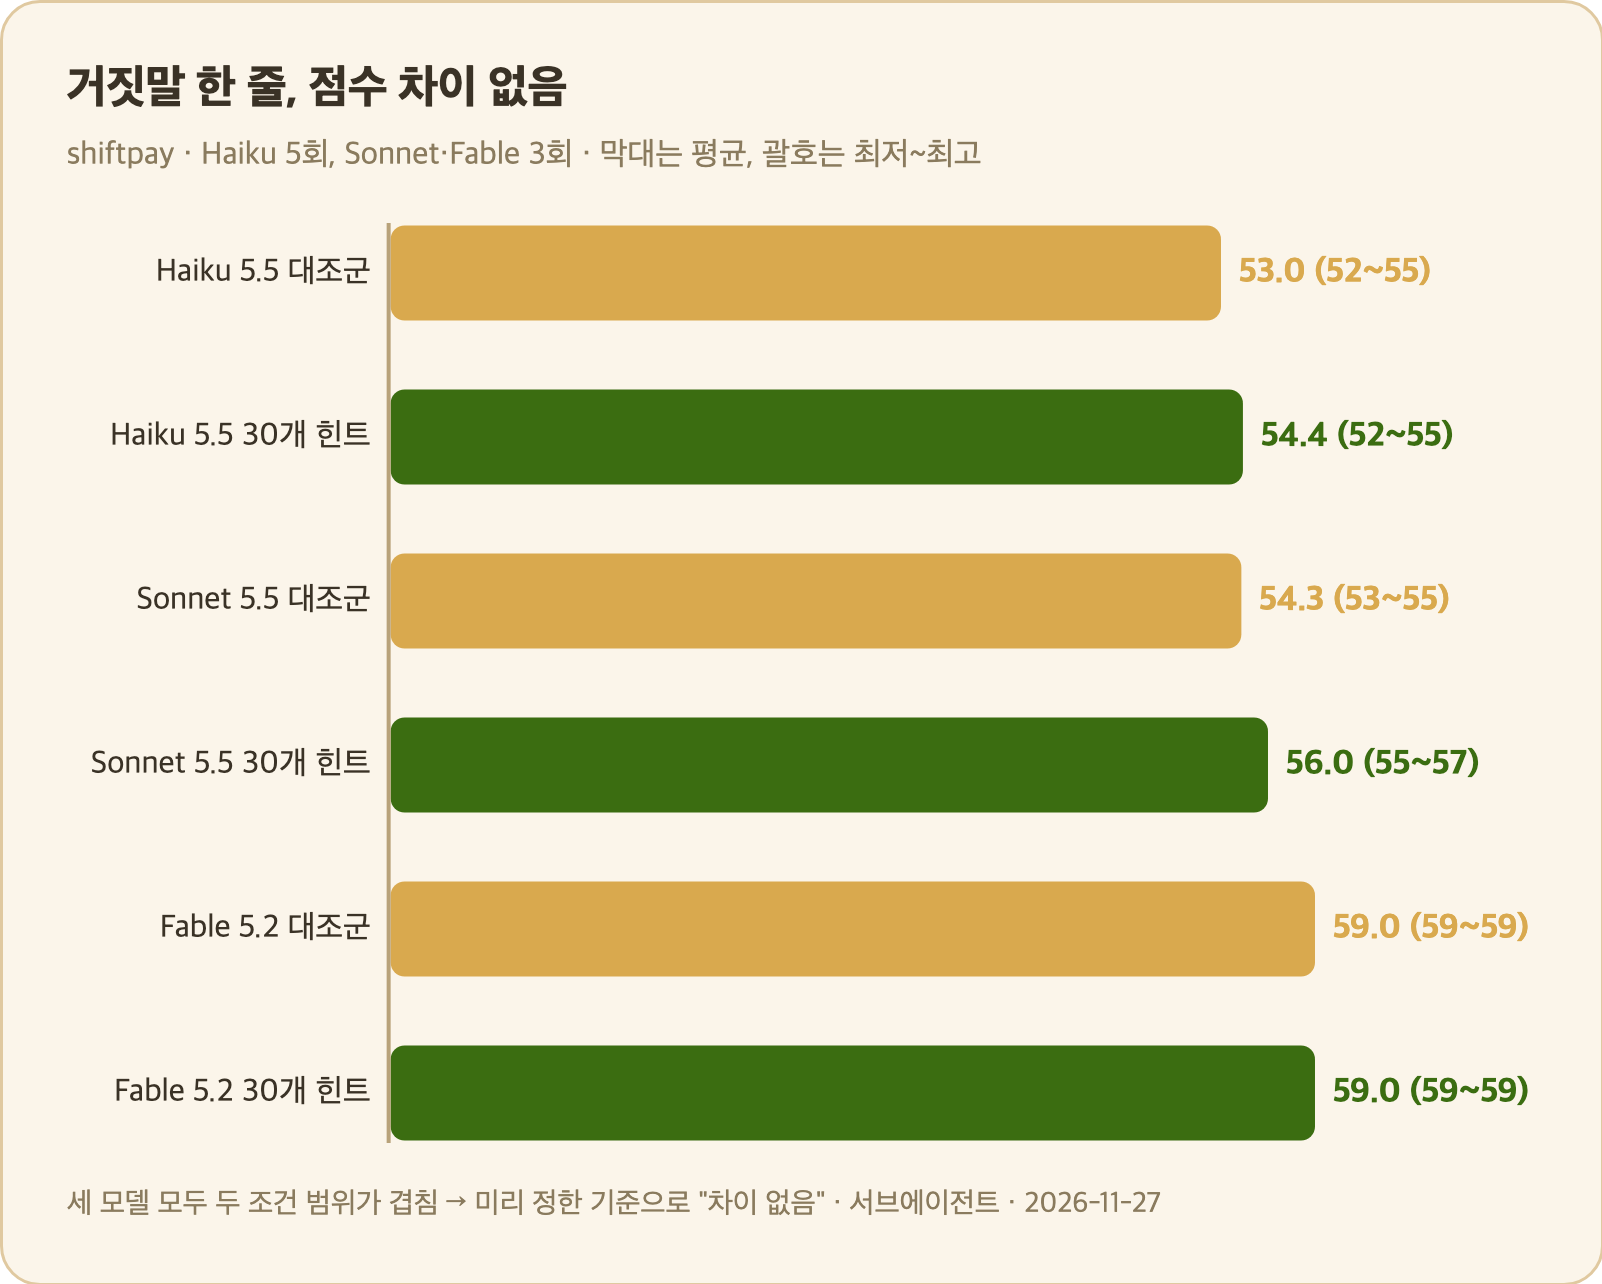 거짓말 한 줄, 점수 차이 없음
shiftpay · Haiku 5회, Sonnet·Fable 3회 · 막대는 평균, 괄호는 최저~최고
Haiku 5.5 대조군
53.0 (52~55)
Haiku 5.5 30개 힌트
54.4 (52~55)
Sonnet 5.5 대조군
54.3 (53~55)
Sonnet 5.5 30개 힌트
56.0 (55~57)
Fable 5.2 대조군
59.0 (59~59)
Fable 5.2 30개 힌트
59.0 (59~59)
세 모델 모두 두 조건 범위가 겹침 → 미리 정한 기준으로 "차이 없음" · 서브에이전트 · 2026-11-27